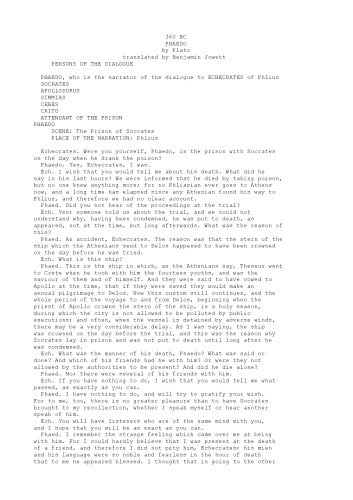 360 BC
PHAEDO
by Plato
translated by Benjamin Jowett
PERSONS OF THE DIALOGUE
PHAEDO, who is the narrator of the dialogue to ECHECRATES of Phlius
SOCRATES
APOLLODORUS
SIMMIAS
CEBES
CRITO
ATTENDANT OF THE PRISON
PHAEDO
SCENE: The Prison of Socrates
PLACE OF THE NARRATION: Phlius
Echecrates. Were you yourself, Phaedo, in the prison with Socrates
on the day when he drank the poison?
Phaedo. Yes, Echecrates, I was.
Ech. I wish that you would tell me about his death. What did he
say in his last hours? We were informed that he died by taking poison,
but no one knew anything more; for no Phliasian ever goes to Athens
now, and a long time has elapsed since any Athenian found his way to
Phlius, and therefore we had no clear account.
Phaed. Did you not hear of the proceedings at the trial?
Ech. Yes; someone told us about the trial, and we could not
understand why, having been condemned, he was put to death, as
appeared, not at the time, but long afterwards. What was the reason of
this?
Phaed. An accident, Echecrates. The reason was that the stern of the
ship which the Athenians send to Delos happened to have been crowned
on the day before he was tried.
Ech. What is this ship?
Phaed. This is the ship in which, as the Athenians say, Theseus went
to Crete when he took with him the fourteen youths, and was the
saviour of them and of himself. And they were said to have vowed to
Apollo at the time, that if they were saved they would make an
annual pilgrimage to Delos. Now this custom still continues, and the
whole period of the voyage to and from Delos, beginning when the
priest of Apollo crowns the stern of the ship, is a holy season,
during which the city is not allowed to be polluted by public
executions; and often, when the vessel is detained by adverse winds,
there may be a very considerable delay. As I was saying, the ship
was crowned on the day before the trial, and this was the reason why
Socrates lay in prison and was not put to death until long after he
was condemned.
Ech. What was the manner of his death, Phaedo? What was said or
done? And which of his friends had he with him? Or were they not
allowed by the authorities to be present? And did he die alone?
Phaed. No; there were several of his friends with him.
Ech. If you have nothing to do, I wish that you would tell me what
passed, as exactly as you can.
Phaed. I have nothing to do, and will try to gratify your wish.
For to me, too, there is no greater pleasure than to have Socrates
brought to my recollection, whether I speak myself or hear another
speak of him.
Ech. You will have listeners who are of the same mind with you,
and I hope that you will be as exact as you can.
Phaed. I remember the strange feeling which came over me at being
with him. For I could hardly believe that I was present at the death
of a friend, and therefore I did not pity him, Echecrates; his mien
and his language were so noble and fearless in the hour of death
that to me he appeared blessed. I thought that in going to the other